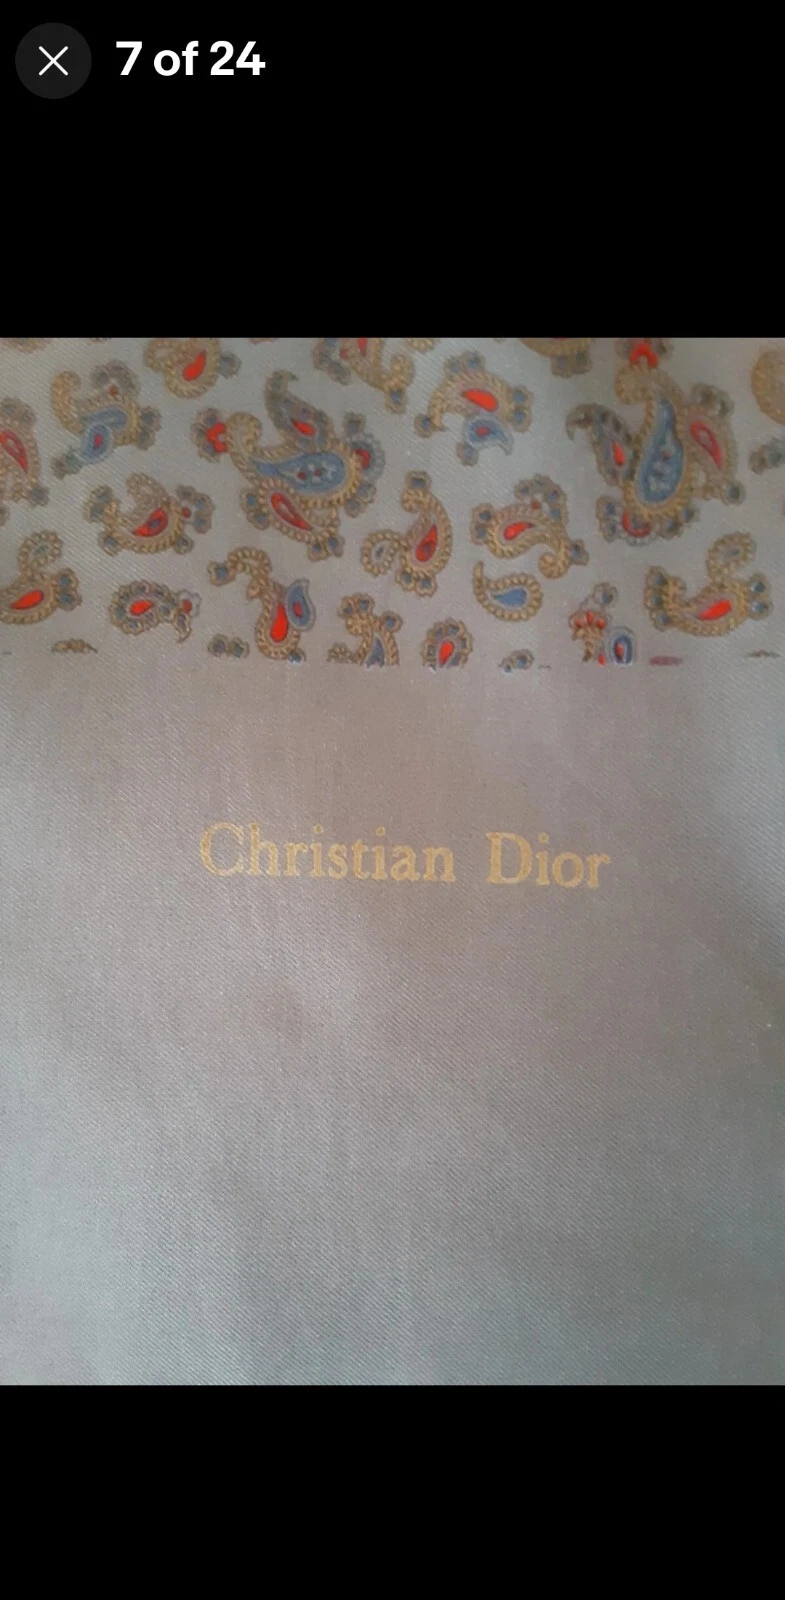 7 of 24
Christian Dior